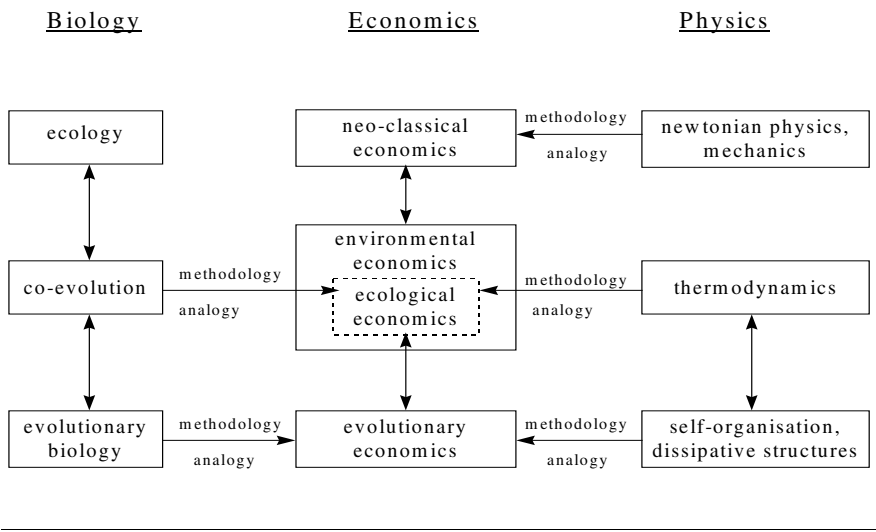 Biology
Economics
Physics
ecology
neo-classical
economics
methodology
analogy
newtonian physics,
mechanics
co-evolution
methodology
analogy
environmental
economics
ecological
economics
methodology
analogy
thermodynamics
evolutionary
biology
methodology
analogy
evolutionary
economics
methodology
analogy
self-organisation,
dissipative structures